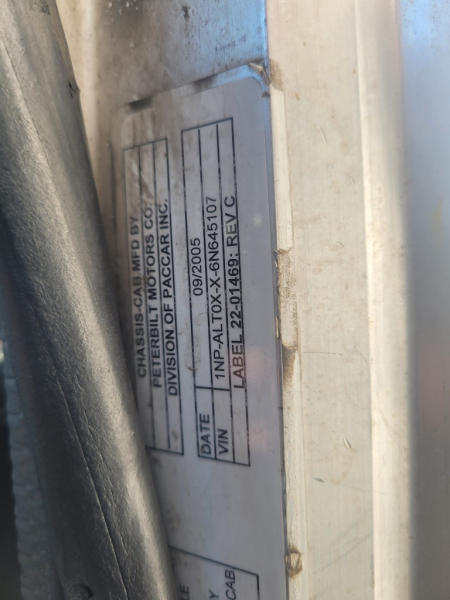 CHASSIS-CAB MFD BY
PETERBILT MOTORS CO.
DIVISION OF PACCAR INC.
DATE 09/2005
VIN 1NP-ALT0X-X-6N645107
LABEL 22-01469: REV C
CAB